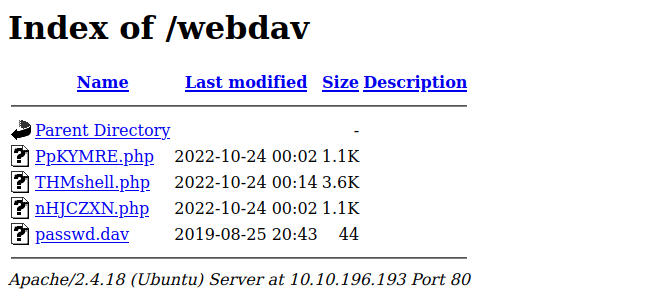 Index of /webdav
Name Last modified Size Description
Parent Directory -
PpKYMRE.php 2022-10-24 00:02 1.1K
THMshell.php 2022-10-24 00:14 3.6K
nHJCZXN.php 2022-10-24 00:02 1.1K
passwd.dav 2019-08-25 20:43 44
Apache/2.4.18 (Ubuntu) Server at 10.10.196.193 Port 80